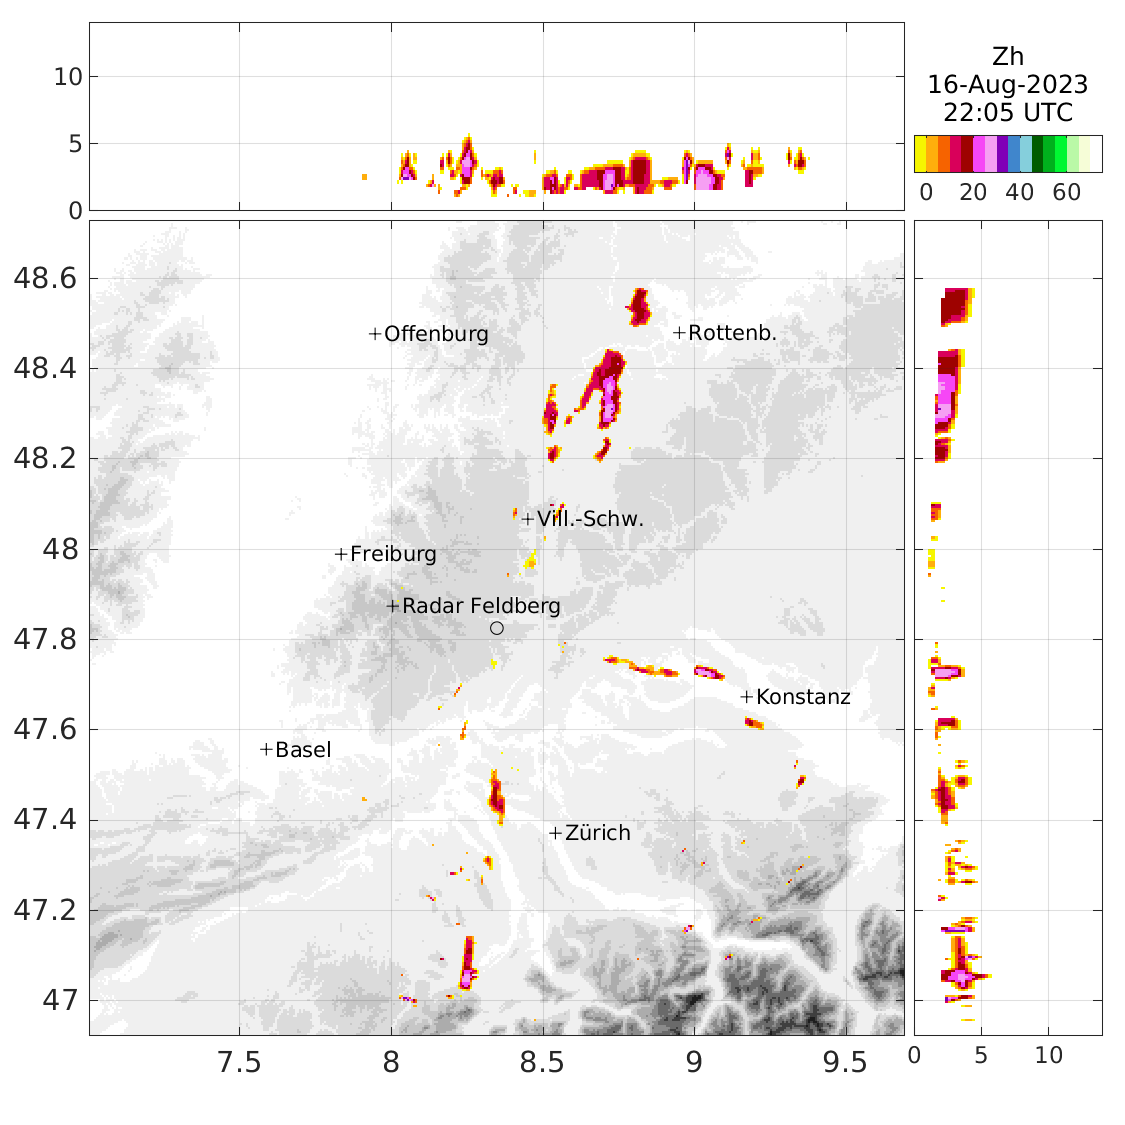 10
5
0
Zh
16-Aug-2023
22:05 UTC
0 20 40 60
48.6
48.4
48.2
48
47.8
47.6
47.4
47.2
47
Offenburg
Rottenb.
Vill.-Schw.
Freiburg
Radar Feldberg
Konstanz
Basel
Zürich
7.5 8 8.5 9 9.5
0 5 10